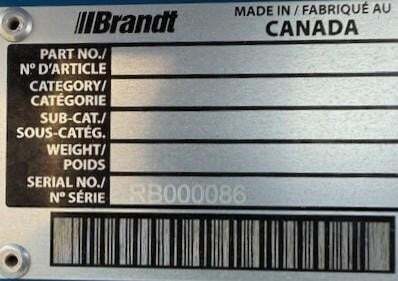 Brandt
MADE IN / FABRIQUÉ AU
CANADA
PART NO./
Nº D'ARTICLE
CATEGORY/
CATÉGORIE
SUB-CAT./
SOUS-CATÉG.
WEIGHT/
POIDS
SERIAL NO./
Nº SÉRIE
RB000086